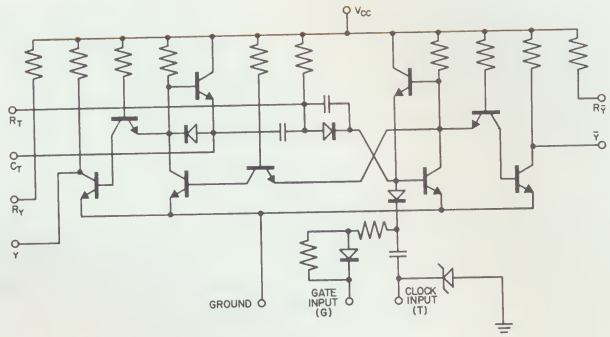 VCC
RT
CT
RY
Y
RȲ
Ȳ
GROUND
GATE
INPUT
(G)
CLOCK
INPUT
(T)